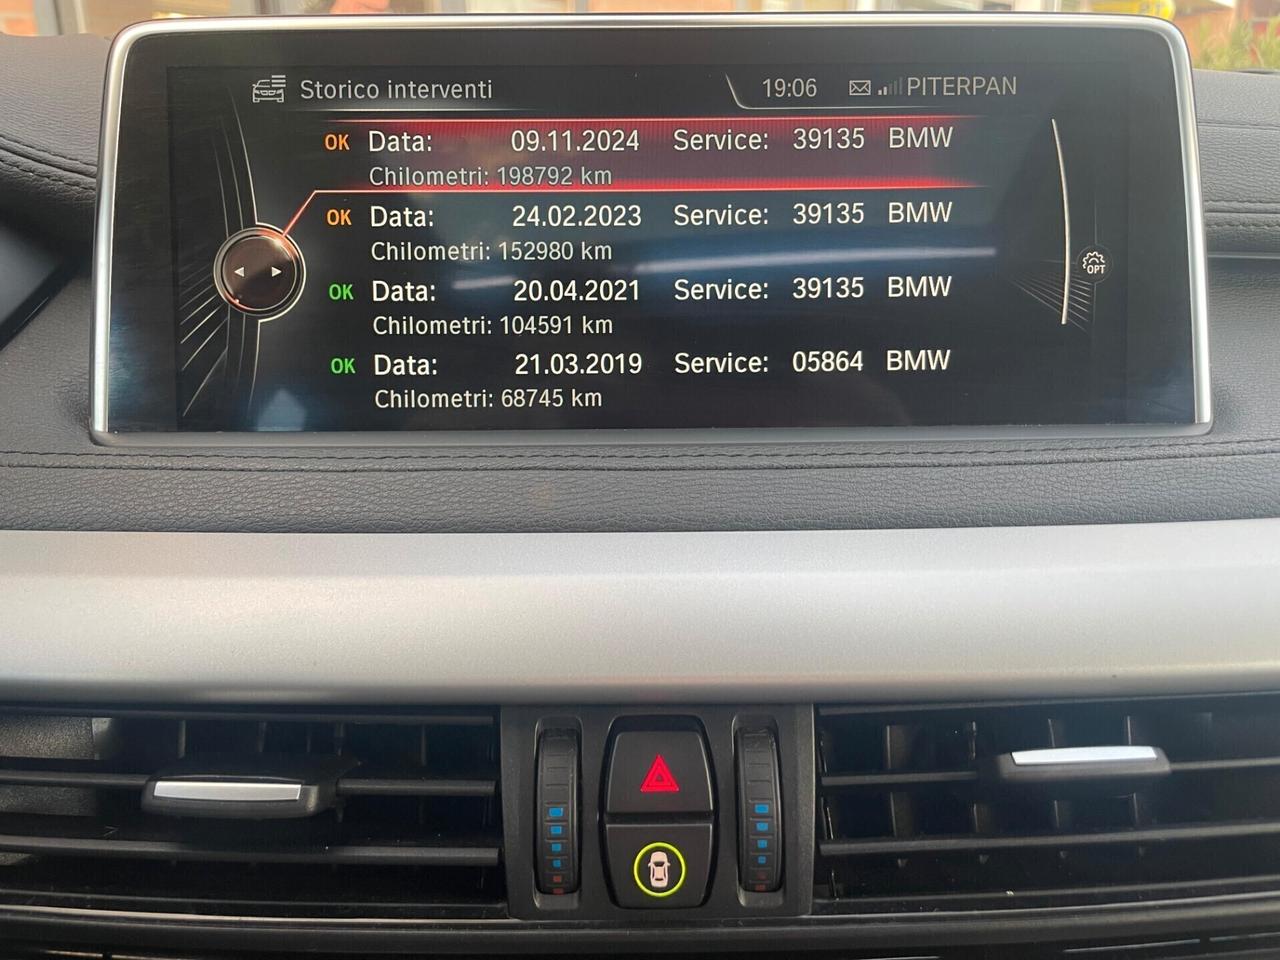 Storico interventi 19:06 PITERPAN
OK Data: 09.11.2024 Service: 39135 BMW
Chilometri: 198792 km
OK Data: 24.02.2023 Service: 39135 BMW
Chilometri: 152980 km
OK Data: 20.04.2021 Service: 39135 BMW
Chilometri: 104591 km
OK Data: 21.03.2019 Service: 05864 BMW
Chilometri: 68745 km
OPT